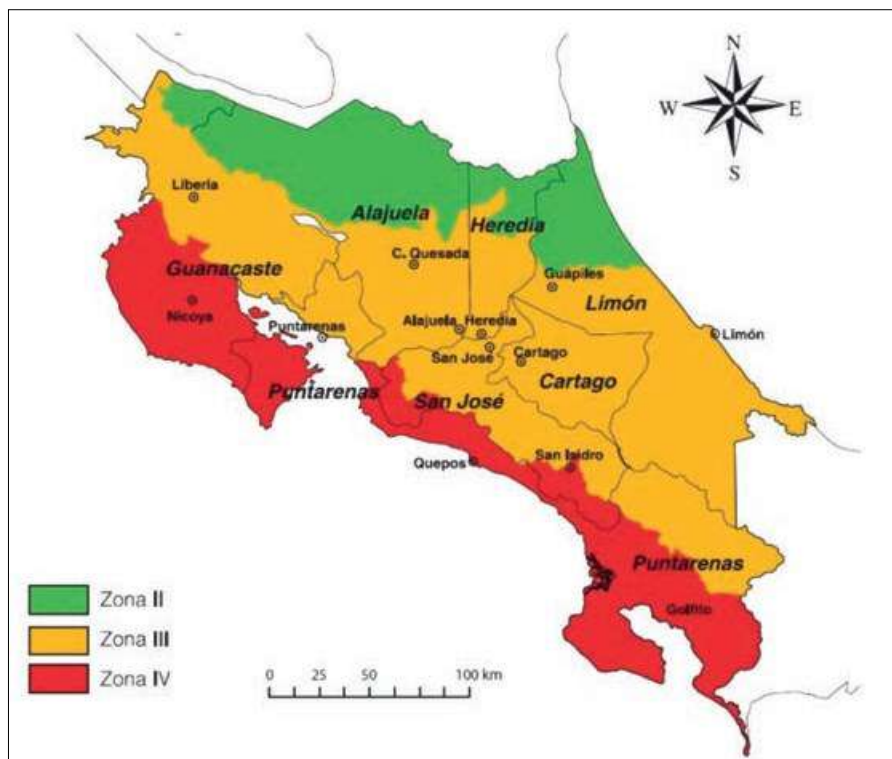 N
W E
S
Liberia
Alajuela
Heredia
C. Quesada
Guanacaste
Guápiles
Limón
Nicoya
Puntarenas
Alajuela Heredia
Limón
San José
Cartago
Cartago
Puntarenas
San José
Quepos
San Isidro
Puntarenas
Golfito
Zona II
Zona III
Zona IV
0 25 50 100 km